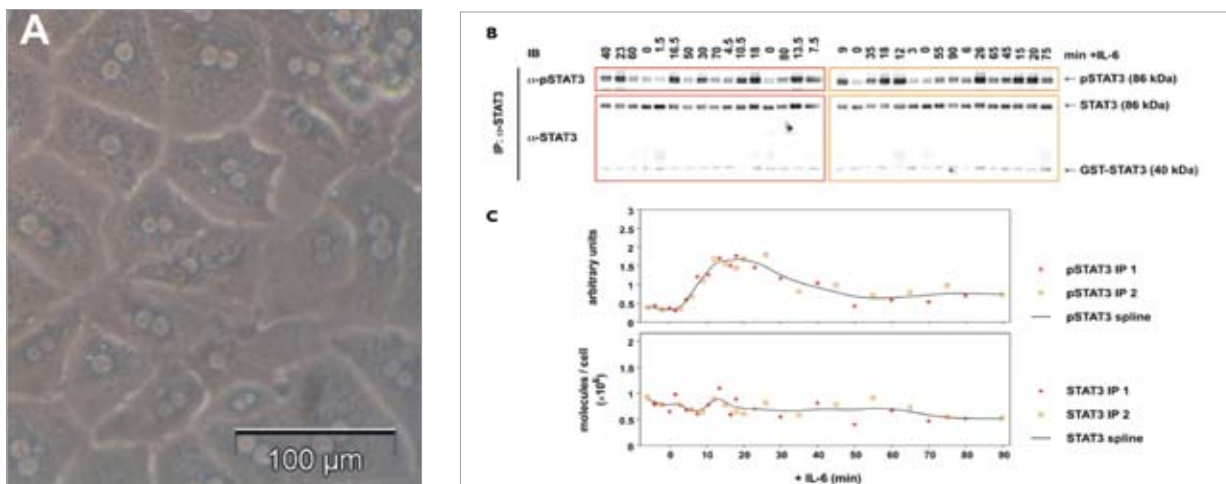 A
100 µm
B
IB
40 23 60 0 1.5 16.5 50 30 70 4.5 10.5 18 0 80 13.5 7.5
9 0 35 18 12 3 0 55 90 6 26 65 45 15 20 75
min +IL-6
IP: α-STAT3
α-pSTAT3
← pSTAT3 (86 kDa)
← STAT3 (86 kDa)
α-STAT3
← GST-STAT3 (40 kDa)
C
arbitrary units
3
2.5
2
1.5
1
0.5
0
pSTAT3 IP 1
pSTAT3 IP 2
pSTAT3 spline
molecules / cell
2
1.5
1
0.5
0
STAT3 IP 1
STAT3 IP 2
STAT3 spline
0 10 20 30 40 50 60 70 80 90
+ IL-6 (min)